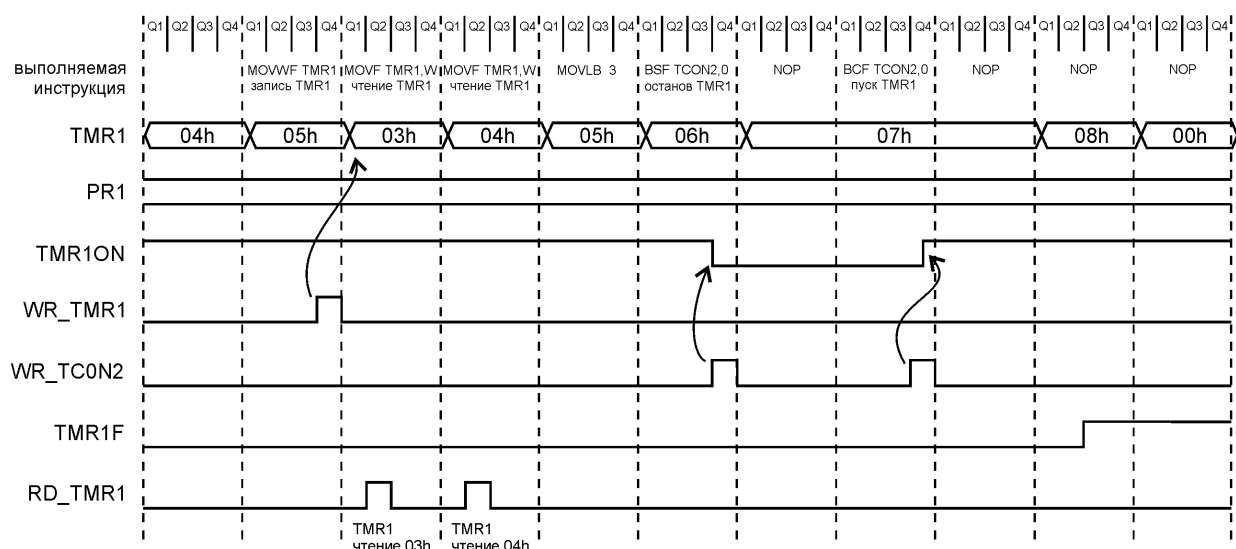 Q1 Q2 Q3 Q4 Q1 Q2 Q3 Q4 Q1 Q2 Q3 Q4 Q1 Q2 Q3 Q4 Q1 Q2 Q3 Q4 Q1 Q2 Q3 Q4 Q1 Q2 Q3 Q4 Q1 Q2 Q3 Q4 Q1 Q2 Q3 Q4 Q1 Q2 Q3 Q4 Q1 Q2 Q3 Q4
выполняемая MOVWF TMR1 MOVF TMR1,W MOVF TMR1,W MOVLB 3 BSF TCON2,0 NOP BCF TCON2,0 NOP NOP NOP
инструкция запись TMR1 чтение TMR1 чтение TMR1 останов TMR1 пуск TMR1
TMR1 04h 05h 03h 04h 05h 06h 07h 08h 00h
PR1
TMR1ON
WR_TMR1
WR_TC0N2
TMR1F
RD_TMR1
TMR1 TMR1
чтение 03h чтение 04h